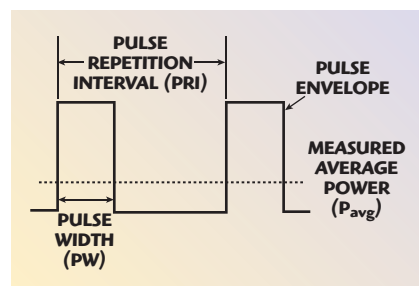 PULSE
REPETITION
INTERVAL (PRI)
PULSE
ENVELOPE
MEASURED
AVERAGE
POWER
(Pavg)
PULSE
WIDTH
(PW)